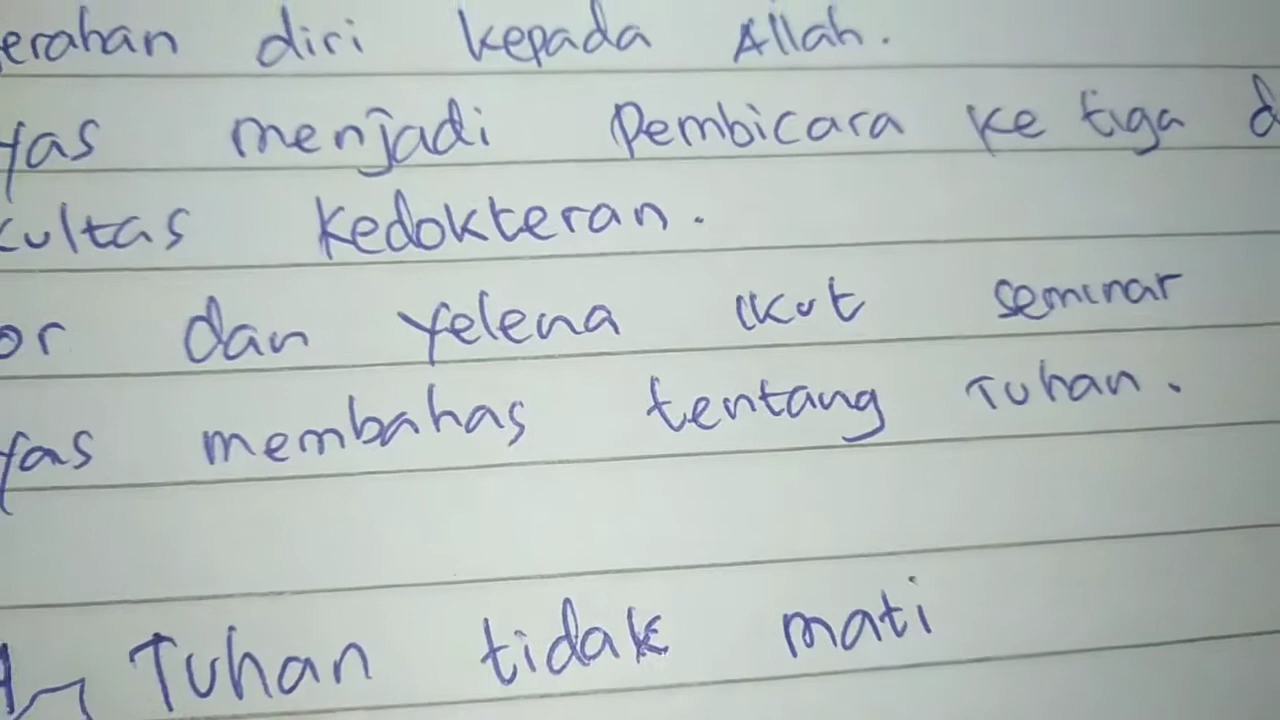 erahan diri kepada Allah.
yas menjadi Pembicara ke tiga d
kultas kedokteran.
or dan yelena ikut seminar
yas membahas tentang Tuhan.
Tuhan tidak mati